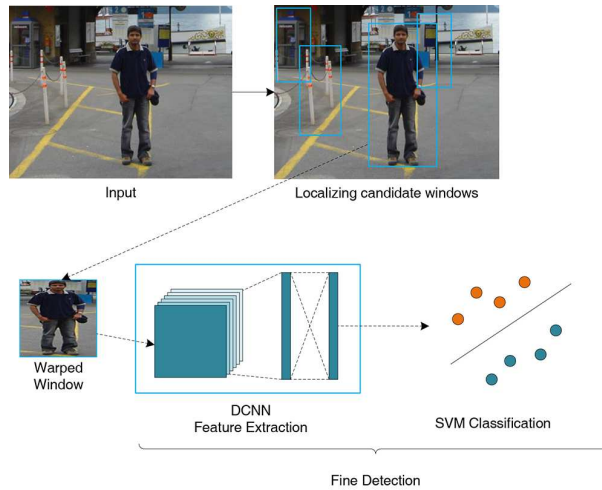 Input
Localizing candidate windows
Warped
Window
DCNN
Feature Extraction
SVM Classification
Fine Detection